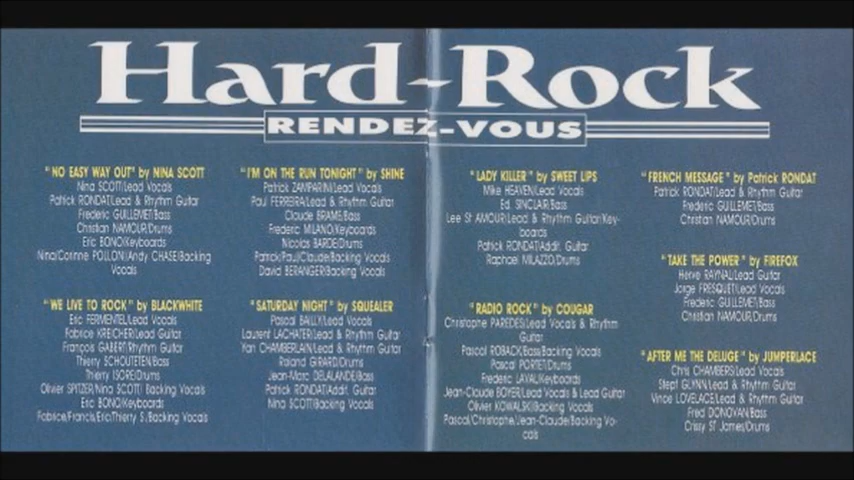 Hard-Rock
RENDEZ-VOUS
"NO EASY WAY OUT" by NINA SCOTT
Nina SCOTT/Lead Vocals
Patrick RONDAT/Lead & Rhythm Guitar
Frederic GUILLEMET/Bass
Christian NAMOUR/Drums
Eric BONO/Keyboards
Nina/Corinne POLLONI/Andy CHASE/Backing
Vocals
"WE LIVE TO ROCK" by BLACKWHITE
Eric FERMENTEL/Lead Vocals
Fabrice KREICHER/Lead Guitar
François GABERT/Rhythm Guitar
Thierry SCHOUTETEN/Bass
Thierry ISORE/Drums
Olivier SPITZER/Nina SCOTT/ Backing Vocals
Eric BONO/Keyboards
Fabrice/Francis/Eric/Thierry S./Backing Vocals
"I'M ON THE RUN TONIGHT" by SHINE
Patrick ZAMPARINI/Lead Vocals
Paul FERREIRA/Lead & Rhythm Guitar
Claude BRAMS/Bass
Frederic MILANO/Keyboards
Nicolas BARDE/Drums
Patrick/Paul/Claude/Backing Vocals
David BERANGER/Backing Vocals
"SATURDAY NIGHT" by SQUEALER
Pascal BAILLY/Lead Vocals
Laurent LACHATER/Lead & Rhythm Guitar
Yan CHAMBERLAIN/Lead & Rhythm Guitar
Roland GIRARD/Drums
Jean-Marc DELALANDE/Bass
Patrick RONDAT/Addit. Guitar
Nina SCOTT/Backing Vocals
"LADY KILLER" by SWEET LIPS
Mike HEAVEN/Lead Vocals
Ed. SINCLAIR/Bass
Lee St AMOUR/Lead & Rhythm Guitar/Key-
boards
Patrick RONDAT/Addit. Guitar
Raphael MILAZZO/Drums
"RADIO ROCK" by COUGAR
Christophe PAREDES/Lead Vocals & Rhythm
Guitar
Pascal ROBACK/Bass/Backing Vocals
Pascal PORTET/Drums
Frederic LAVAL/Keyboards
Jean-Claude BOYER/Lead Vocals & Lead Guitar
Olivier KOWALSKI/Backing Vocals
Pascal/Christophe/Jean-Claude/Backing Vo-
cals
"FRENCH MESSAGE" by Patrick RONDAT
Patrick RONDAT/Lead & Rhythm Guitar
Frederic GUILLEMET/Bass
Christian NAMOUR/Drums
"TAKE THE POWER" by FIREFOX
Herve RAYNAL/Lead Guitar
Jorge FRESQUET/Lead Vocals
Frederic GUILLEMET/Bass
Christian NAMOUR/Drums
"AFTER ME THE DELUGE" by JUMPERLACE
Chris CHAMBERS/Lead Vocals
Stepf GLYNN/Lead & Rhythm Guitar
Vince LOVELACE/Lead & Rhythm Guitar
Fred DONOVAN/Bass
Crissy ST James/Drums